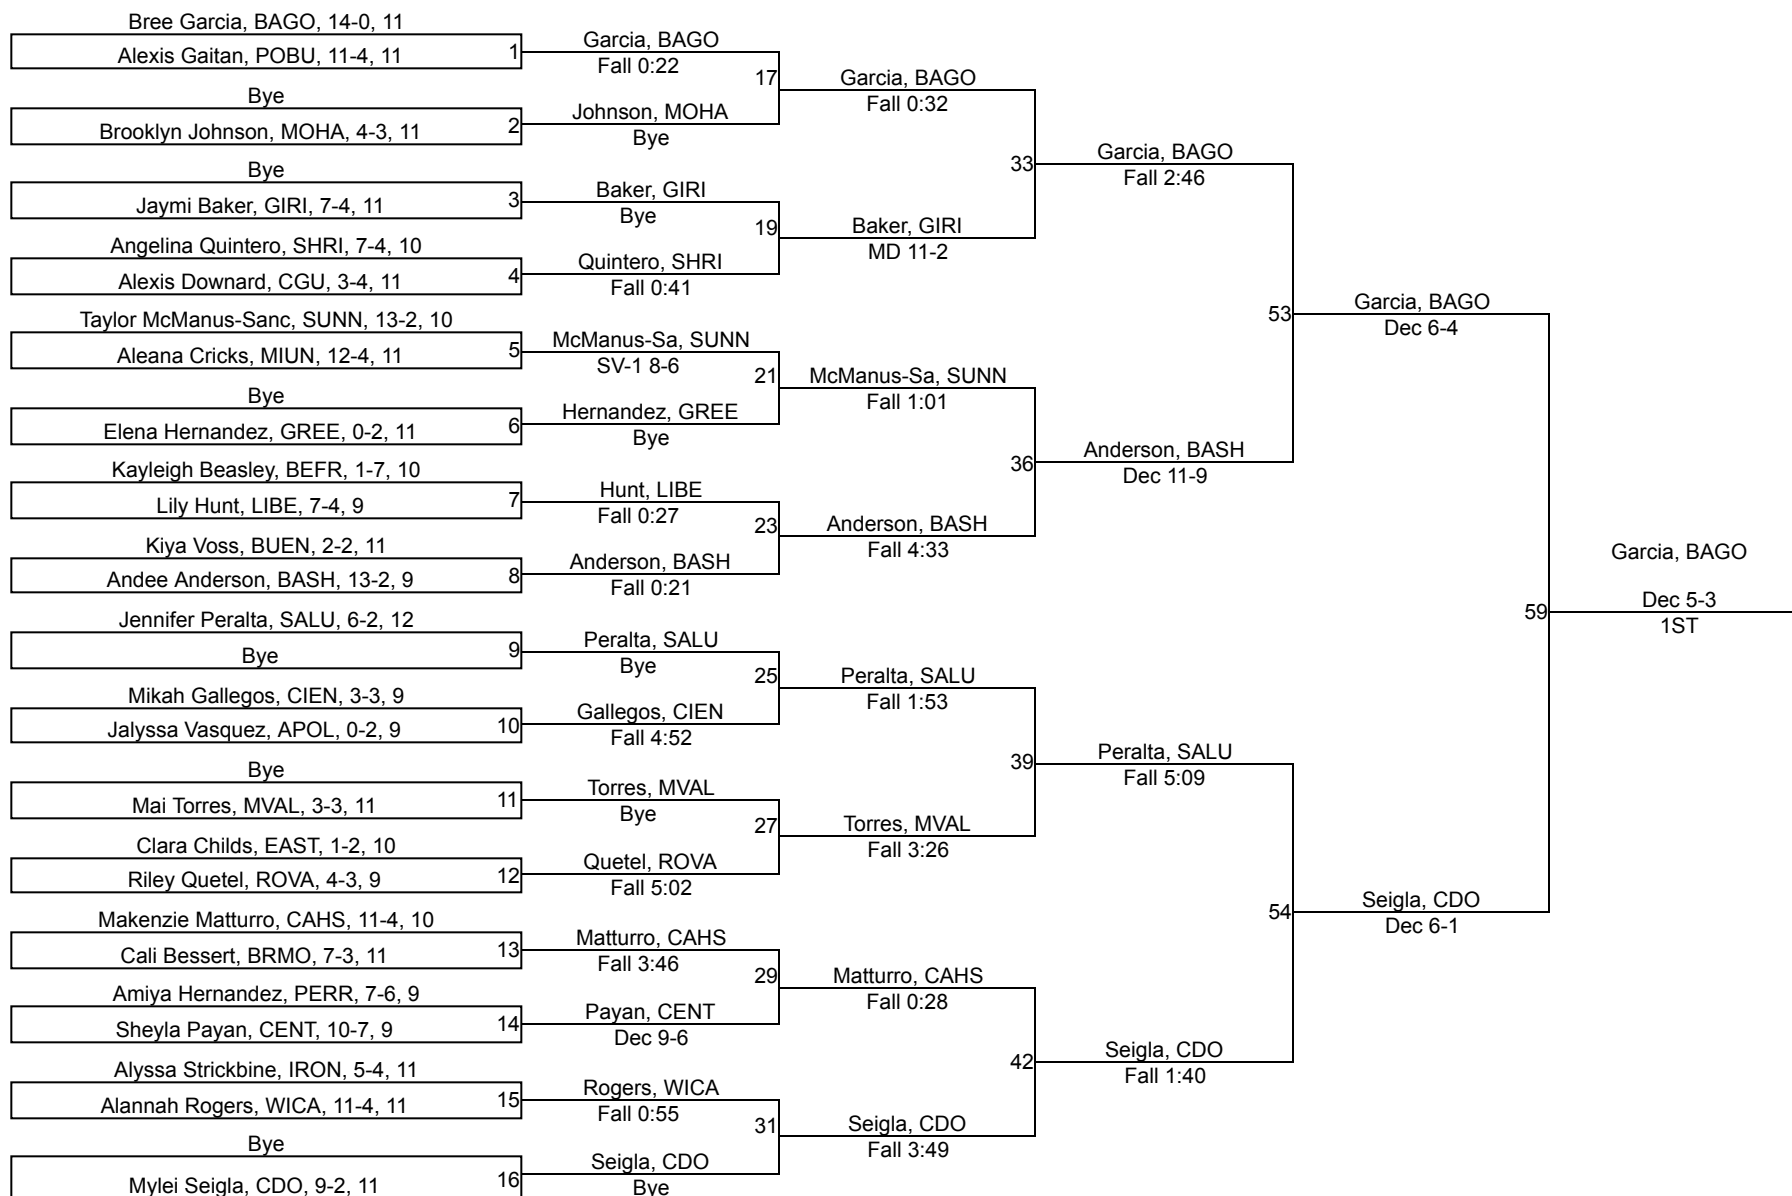 Bree Garcia, BAGO, 14-0, 11
Alexis Gaitan, POBU, 11-4, 11
1
Bye
Brooklyn Johnson, MOHA, 4-3, 11
2
Bye
Jaymi Baker, GIRI, 7-4, 11
3
Angelina Quintero, SHRI, 7-4, 10
Alexis Downard, CGU, 3-4, 11
4
Taylor McManus-Sanc, SUNN, 13-2, 10
Aleana Cricks, MIUN, 12-4, 11
5
Bye
Elena Hernandez, GREE, 0-2, 11
6
Kayleigh Beasley, BEFR, 1-7, 10
Lily Hunt, LIBE, 7-4, 9
7
Kiya Voss, BUEN, 2-2, 11
Andee Anderson, BASH, 13-2, 9
8
Jennifer Peralta, SALU, 6-2, 12
Bye
9
Mikah Gallegos, CIEN, 3-3, 9
Jalyssa Vasquez, APOL, 0-2, 9
10
Bye
Mai Torres, MVAL, 3-3, 11
11
Clara Childs, EAST, 1-2, 10
Riley Quetel, ROVA, 4-3, 9
12
Makenzie Matturro, CAHS, 11-4, 10
Cali Bessert, BRMO, 7-3, 11
13
Amiya Hernandez, PERR, 7-6, 9
Sheyla Payan, CENT, 10-7, 9
14
Alyssa Strickbine, IRON, 5-4, 11
Alannah Rogers, WICA, 11-4, 11
15
Bye
Mylei Seigla, CDO, 9-2, 11
16
Garcia, BAGO
Fall 0:22
17
Johnson, MOHA
Bye
Baker, GIRI
Bye
19
Quintero, SHRI
Fall 0:41
McManus-Sa, SUNN
SV-1 8-6
21
Hernandez, GREE
Bye
Hunt, LIBE
Fall 0:27
23
Anderson, BASH
Fall 0:21
Peralta, SALU
Bye
25
Gallegos, CIEN
Fall 4:52
Torres, MVAL
Bye
27
Quetel, ROVA
Fall 5:02
Matturro, CAHS
Fall 3:46
29
Payan, CENT
Dec 9-6
Rogers, WICA
Fall 0:55
31
Seigla, CDO
Bye
Garcia, BAGO
Fall 0:32
33
Baker, GIRI
MD 11-2
McManus-Sa, SUNN
Fall 1:01
36
Anderson, BASH
Fall 4:33
Peralta, SALU
Fall 1:53
39
Torres, MVAL
Fall 3:26
Matturro, CAHS
Fall 0:28
42
Seigla, CDO
Fall 3:49
Garcia, BAGO
Fall 2:46
53
Anderson, BASH
Dec 11-9
Peralta, SALU
Fall 5:09
54
Seigla, CDO
Fall 1:40
Garcia, BAGO
Dec 6-4
59
Seigla, CDO
Dec 6-1
Garcia, BAGO
Dec 5-3
1ST